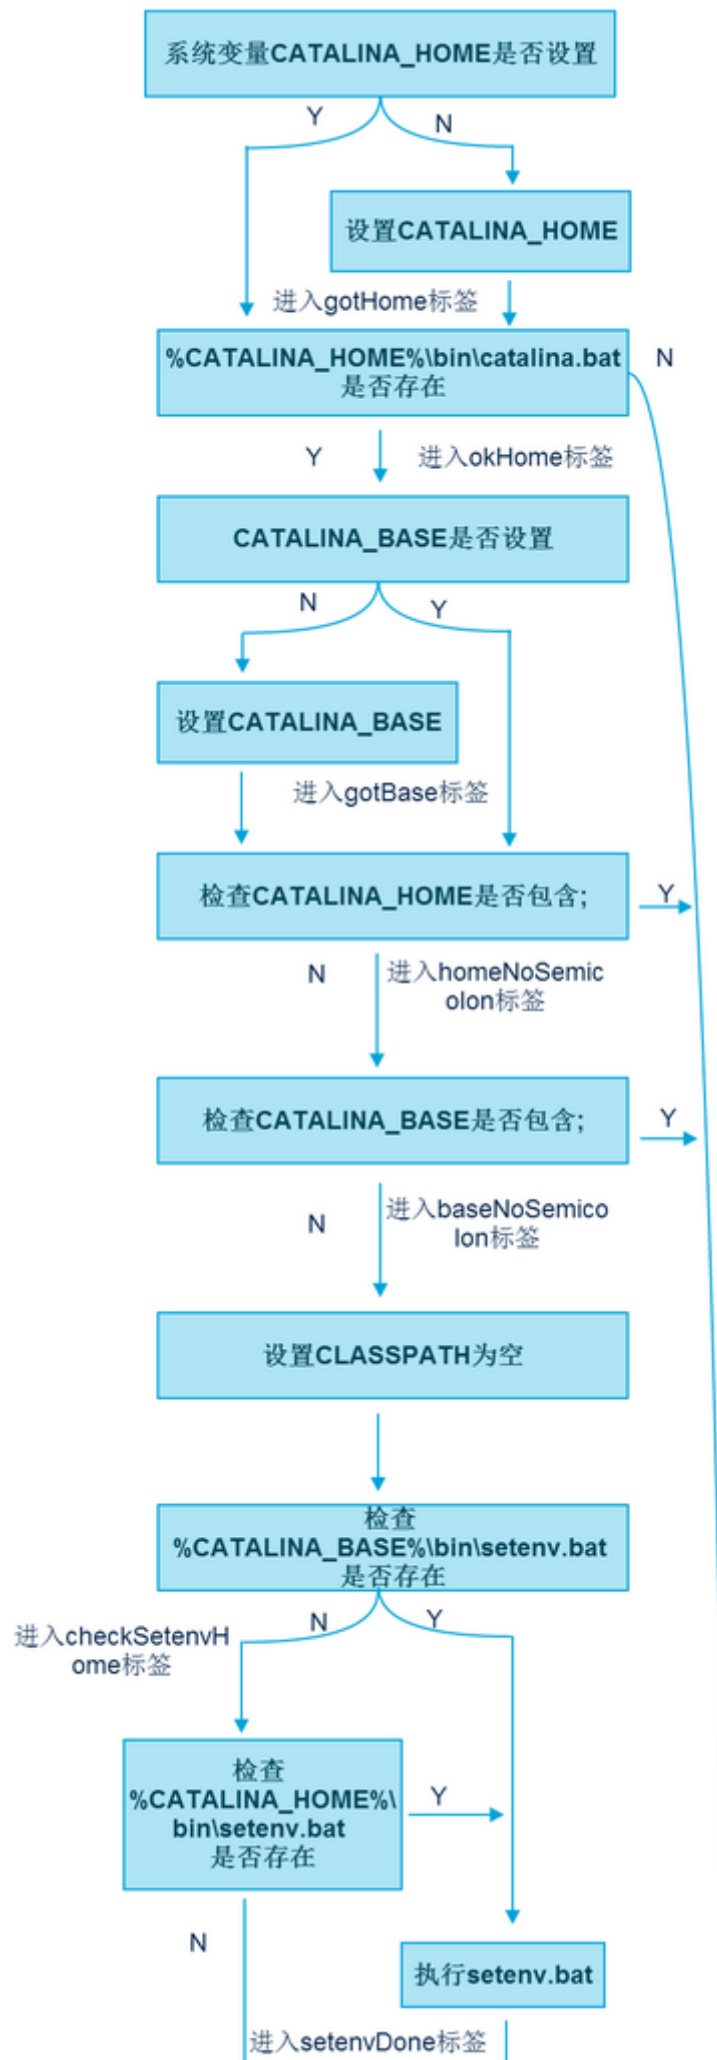 系统变量CATALINA_HOME是否设置
Y
N
设置CATALINA_HOME
进入gotHome标签
%CATALINA_HOME%\bin\catalina.bat
是否存在
N
Y
进入okHome标签
CATALINA_BASE是否设置
N
Y
设置CATALINA_BASE
进入gotBase标签
检查CATALINA_HOME是否包含;
Y
N
进入homeNoSemic
olon标签
检查CATALINA_BASE是否包含;
Y
N
进入baseNoSemico
lon标签
设置CLASSPATH为空
检查
%CATALINA_BASE%\bin\setenv.bat
是否存在
N
Y
进入checkSetenvH
ome标签
检查
%CATALINA_HOME%\
bin\setenv.bat
是否存在
Y
N
执行setenv.bat
进入setenvDone标签